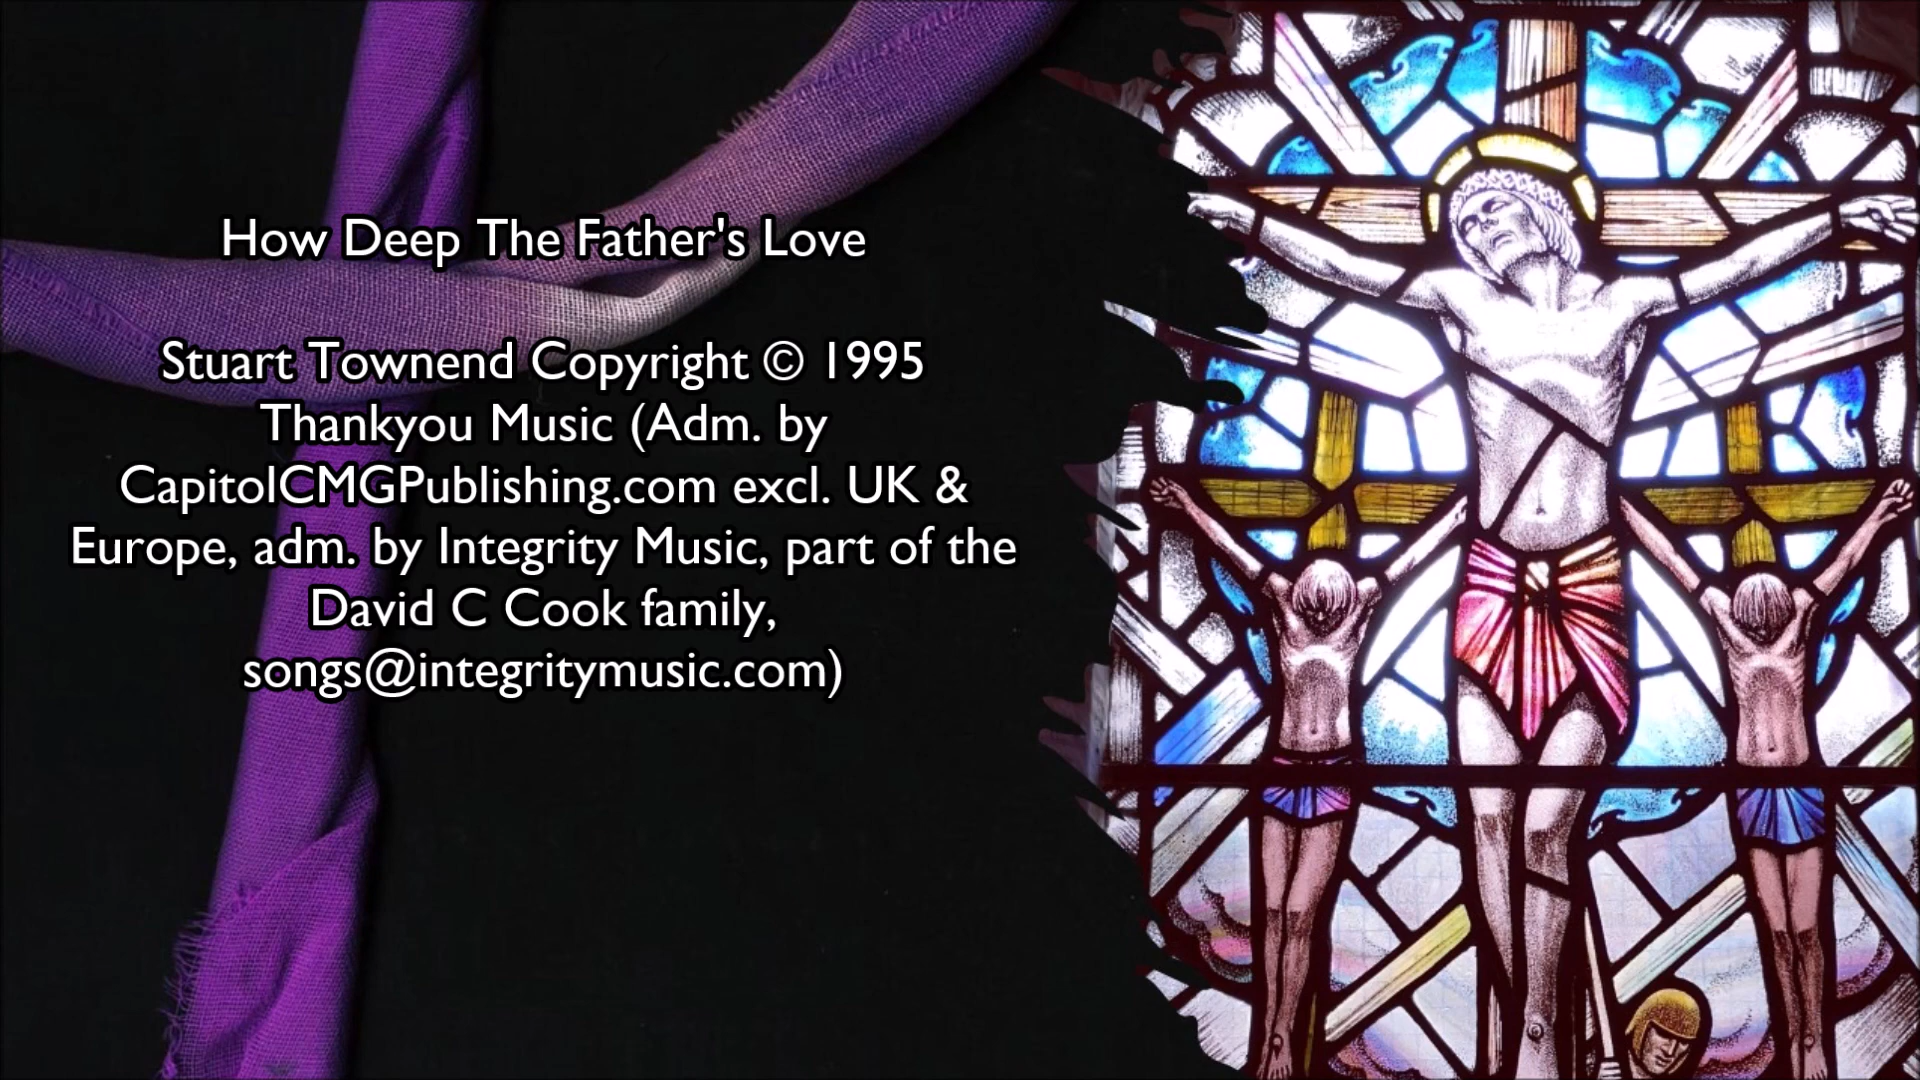 How Deep The Father's Love
Stuart Townend Copyright © 1995
Thankyou Music (Adm. by
CapitolCMGPublishing.com excl. UK &
Europe, adm. by Integrity Music, part of the
David C Cook family,
songs@integritymusic.com)